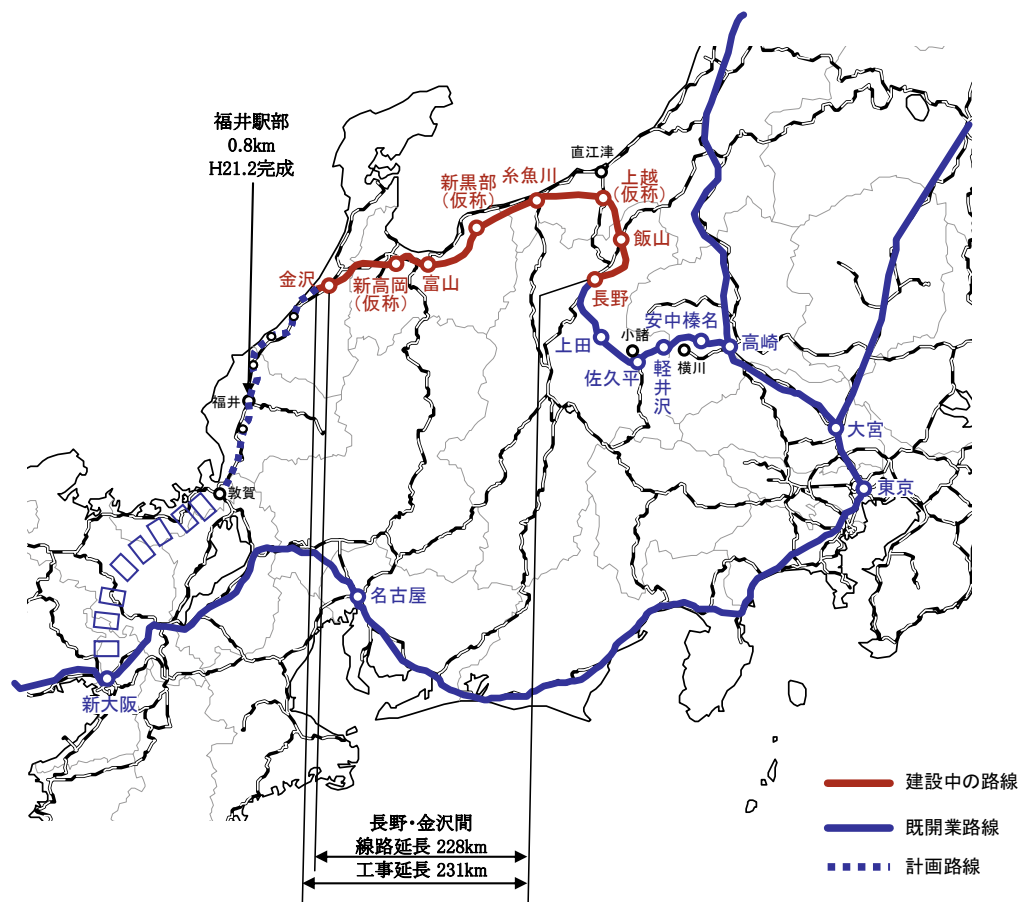 福井駅部
0.8km
H21.2完成
直江津
糸魚川
上越
(仮称)
新黒部
(仮称)
飯山
金沢
新高岡
(仮称)
富山
長野
安中榛名
小諸
上田
高崎
横川
佐久平
軽井沢
福井
大宮
敦賀
東京
名古屋
新大阪
建設中の路線
長野・金沢間
既開業路線
線路延長 228km
工事延長 231km
計画路線